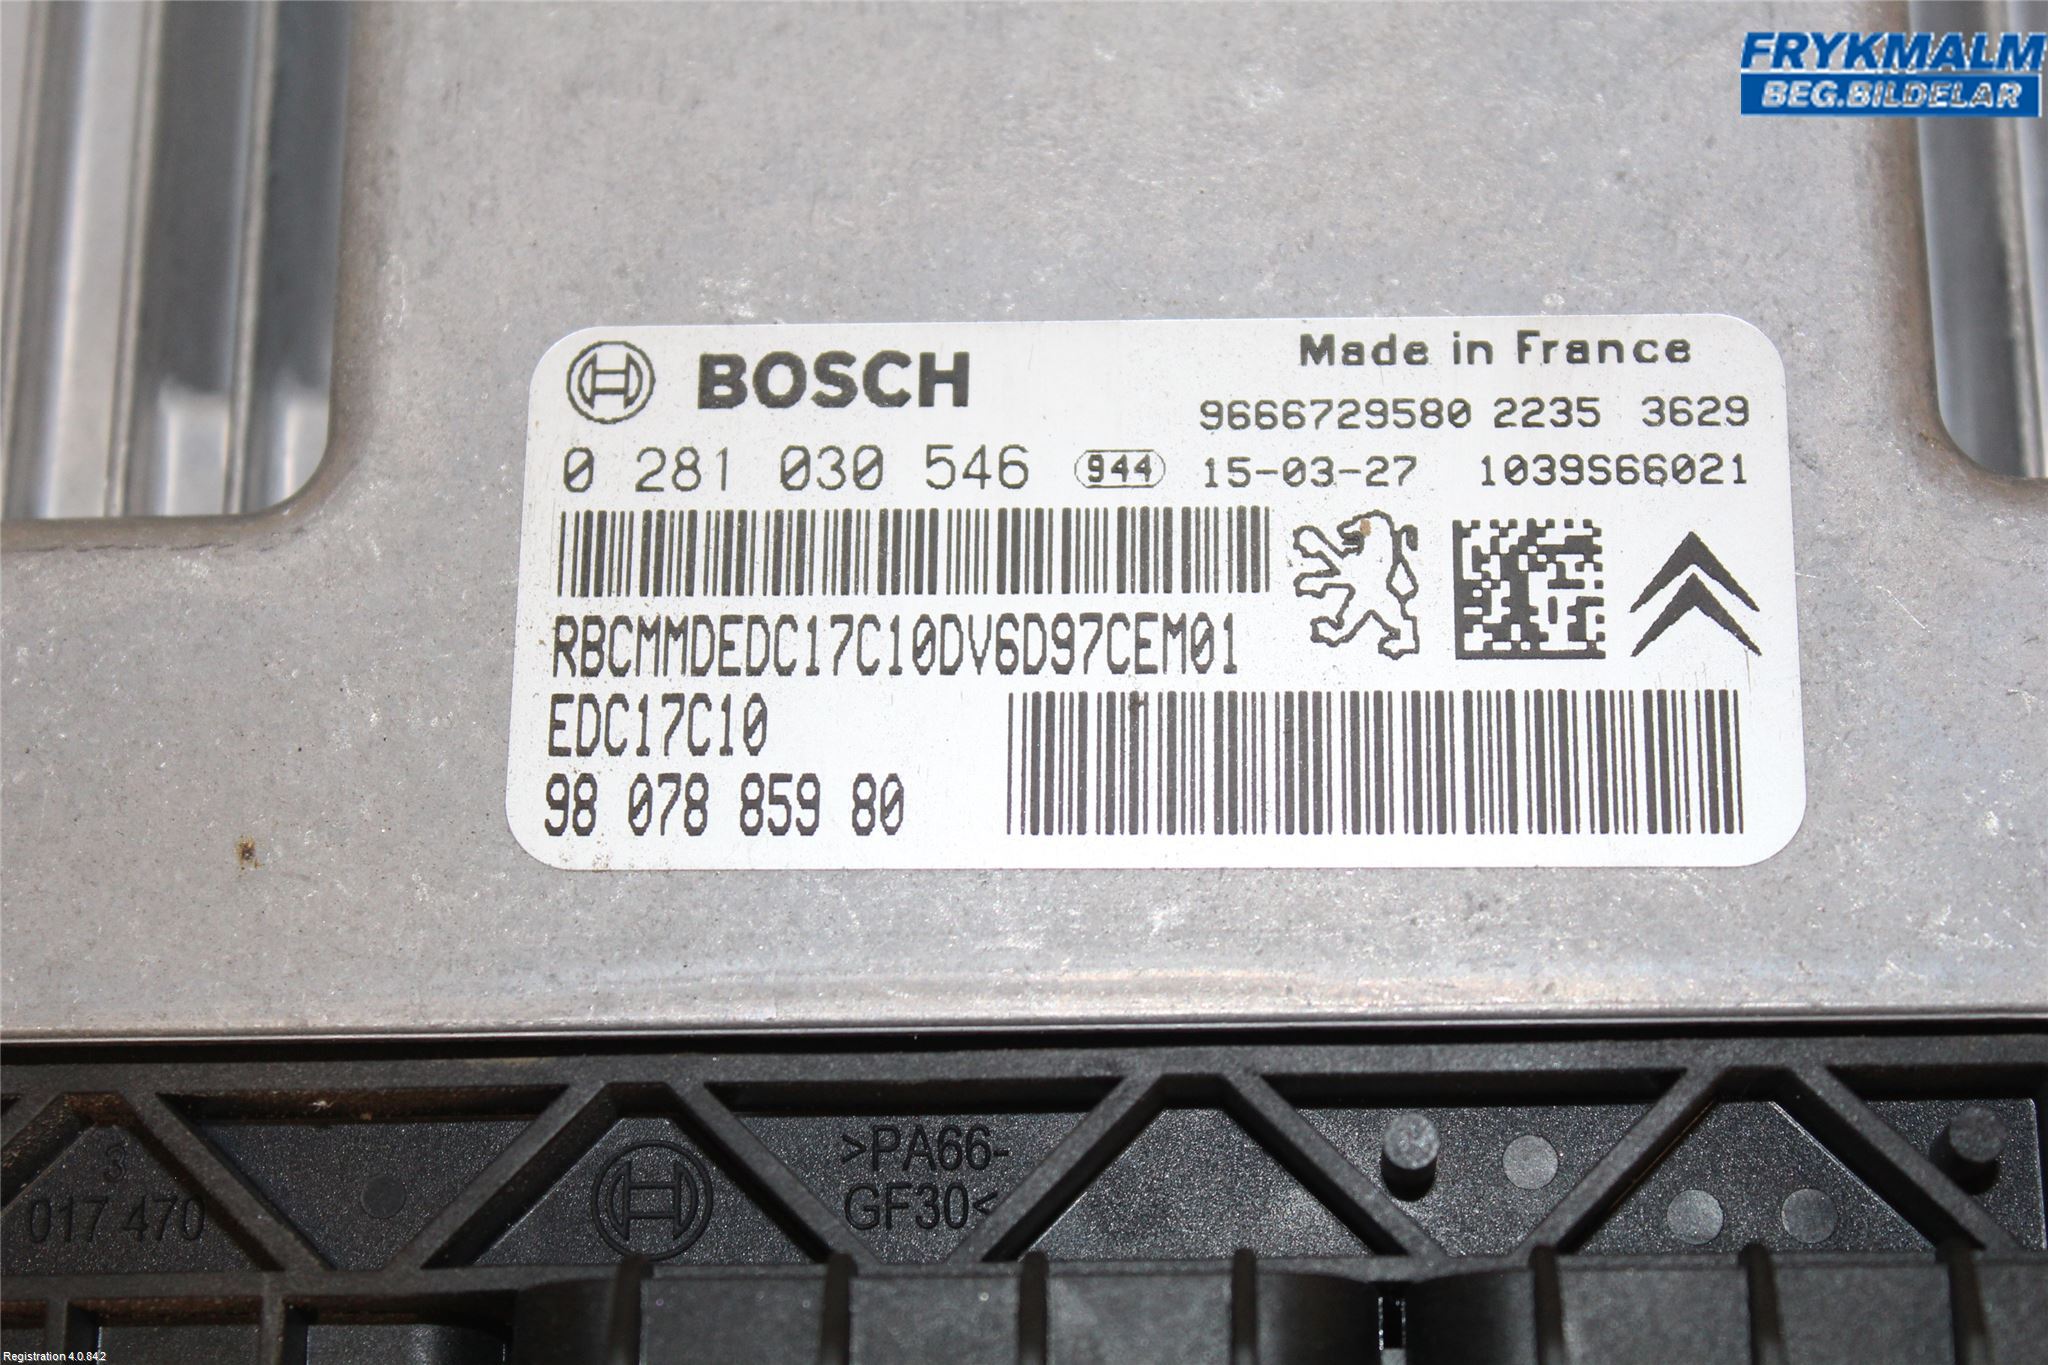 FRYKMALM
BEG.BILDELAR
BOSCH
Made in France
9666729580 2235 3629
0 281 030 546 944 15-03-27 1039S66021
RBCMMDEDC17C10DV6D97CEM01
EDC17C10
98 078 859 80
3
017 470
>PA66-
GF30<
Registration 4.0.84.2